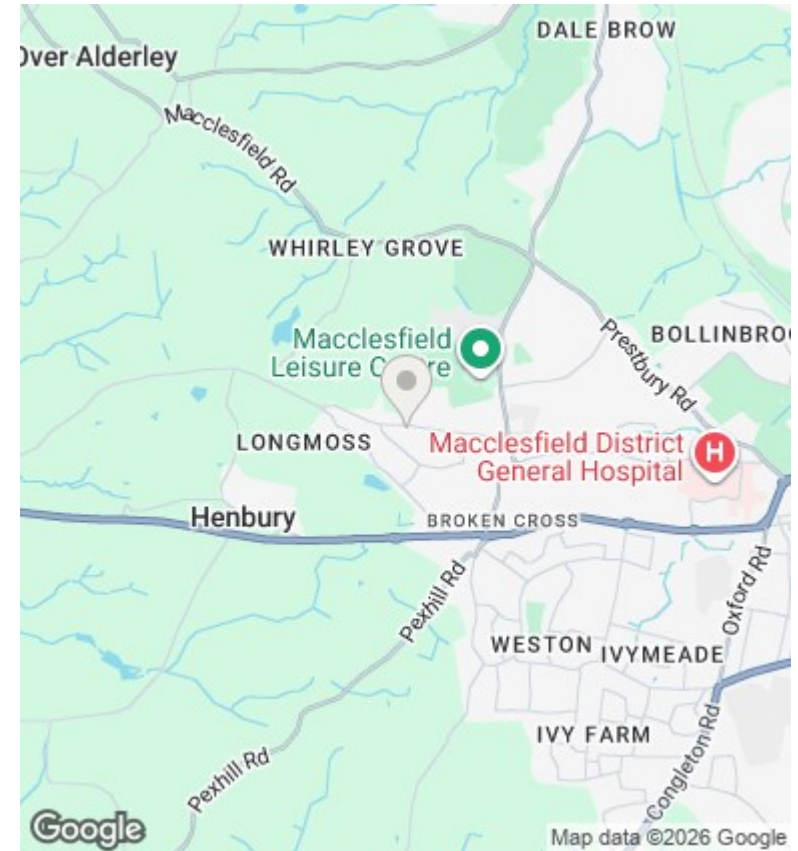 DALE BROW
Over Alderley
Macclesfield Rd
WHIRLEY GROVE
Prestbury Rd
BOLLINBRO
Macclesfield
Leisure Centre
LONGMOSS
Macclesfield District
General Hospital
H
Henbury
BROKEN CROSS
Pexhill Rd
Oxford Rd
WESTON
IVYMEADE
IVY FARM
Congleton Rd
Pexhill Rd
Google
Map data ©2026 Google